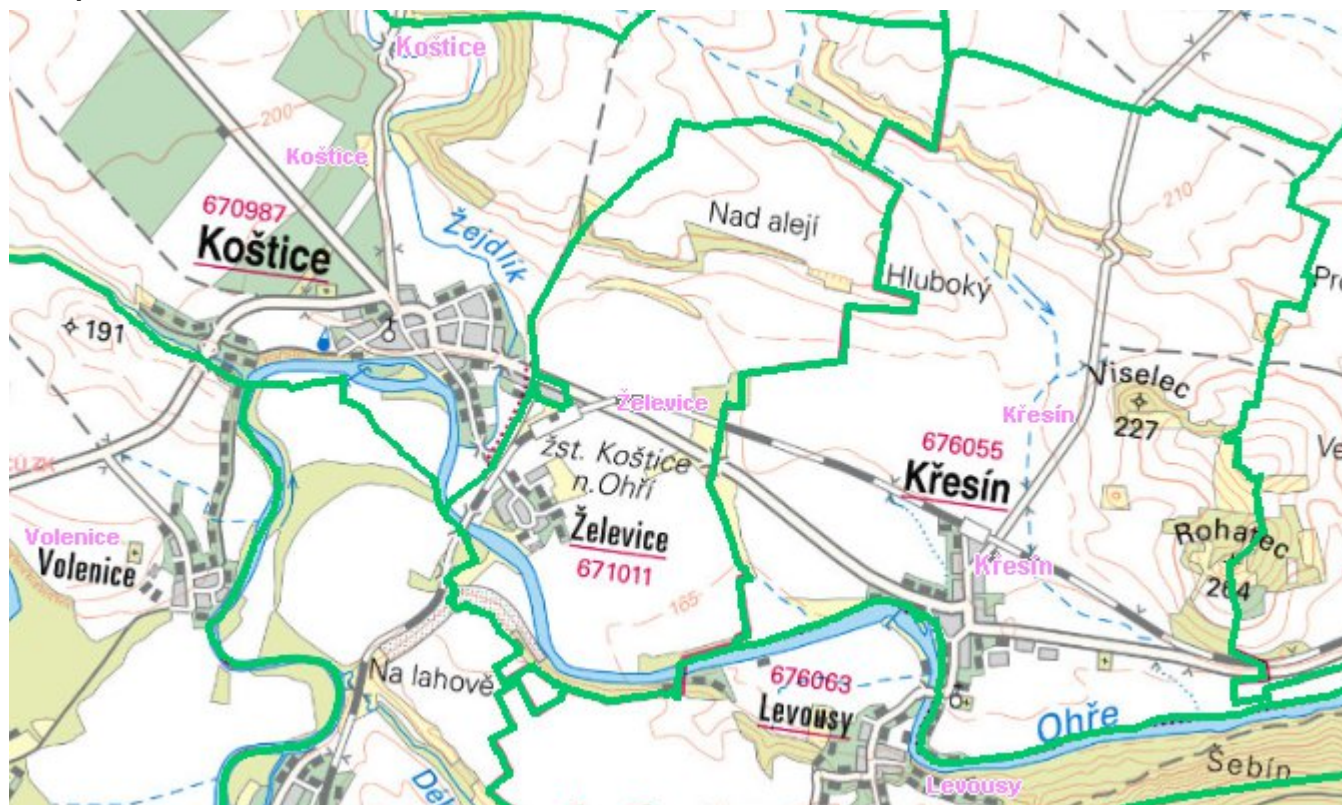 Koštice
200
Koštice
670987
Koštice
Žejdlík
Nad alejí
210
Hluboký
191
Želevice
Viselec
227
Křesín
676055
Křesín
žst. Koštice
n.Ohří
Želevice
671011
Volenice
Volenice
Rohatec
264
Křesín
165
Na lahově
676063
Levousy
Ohře
Šebín
Levousy